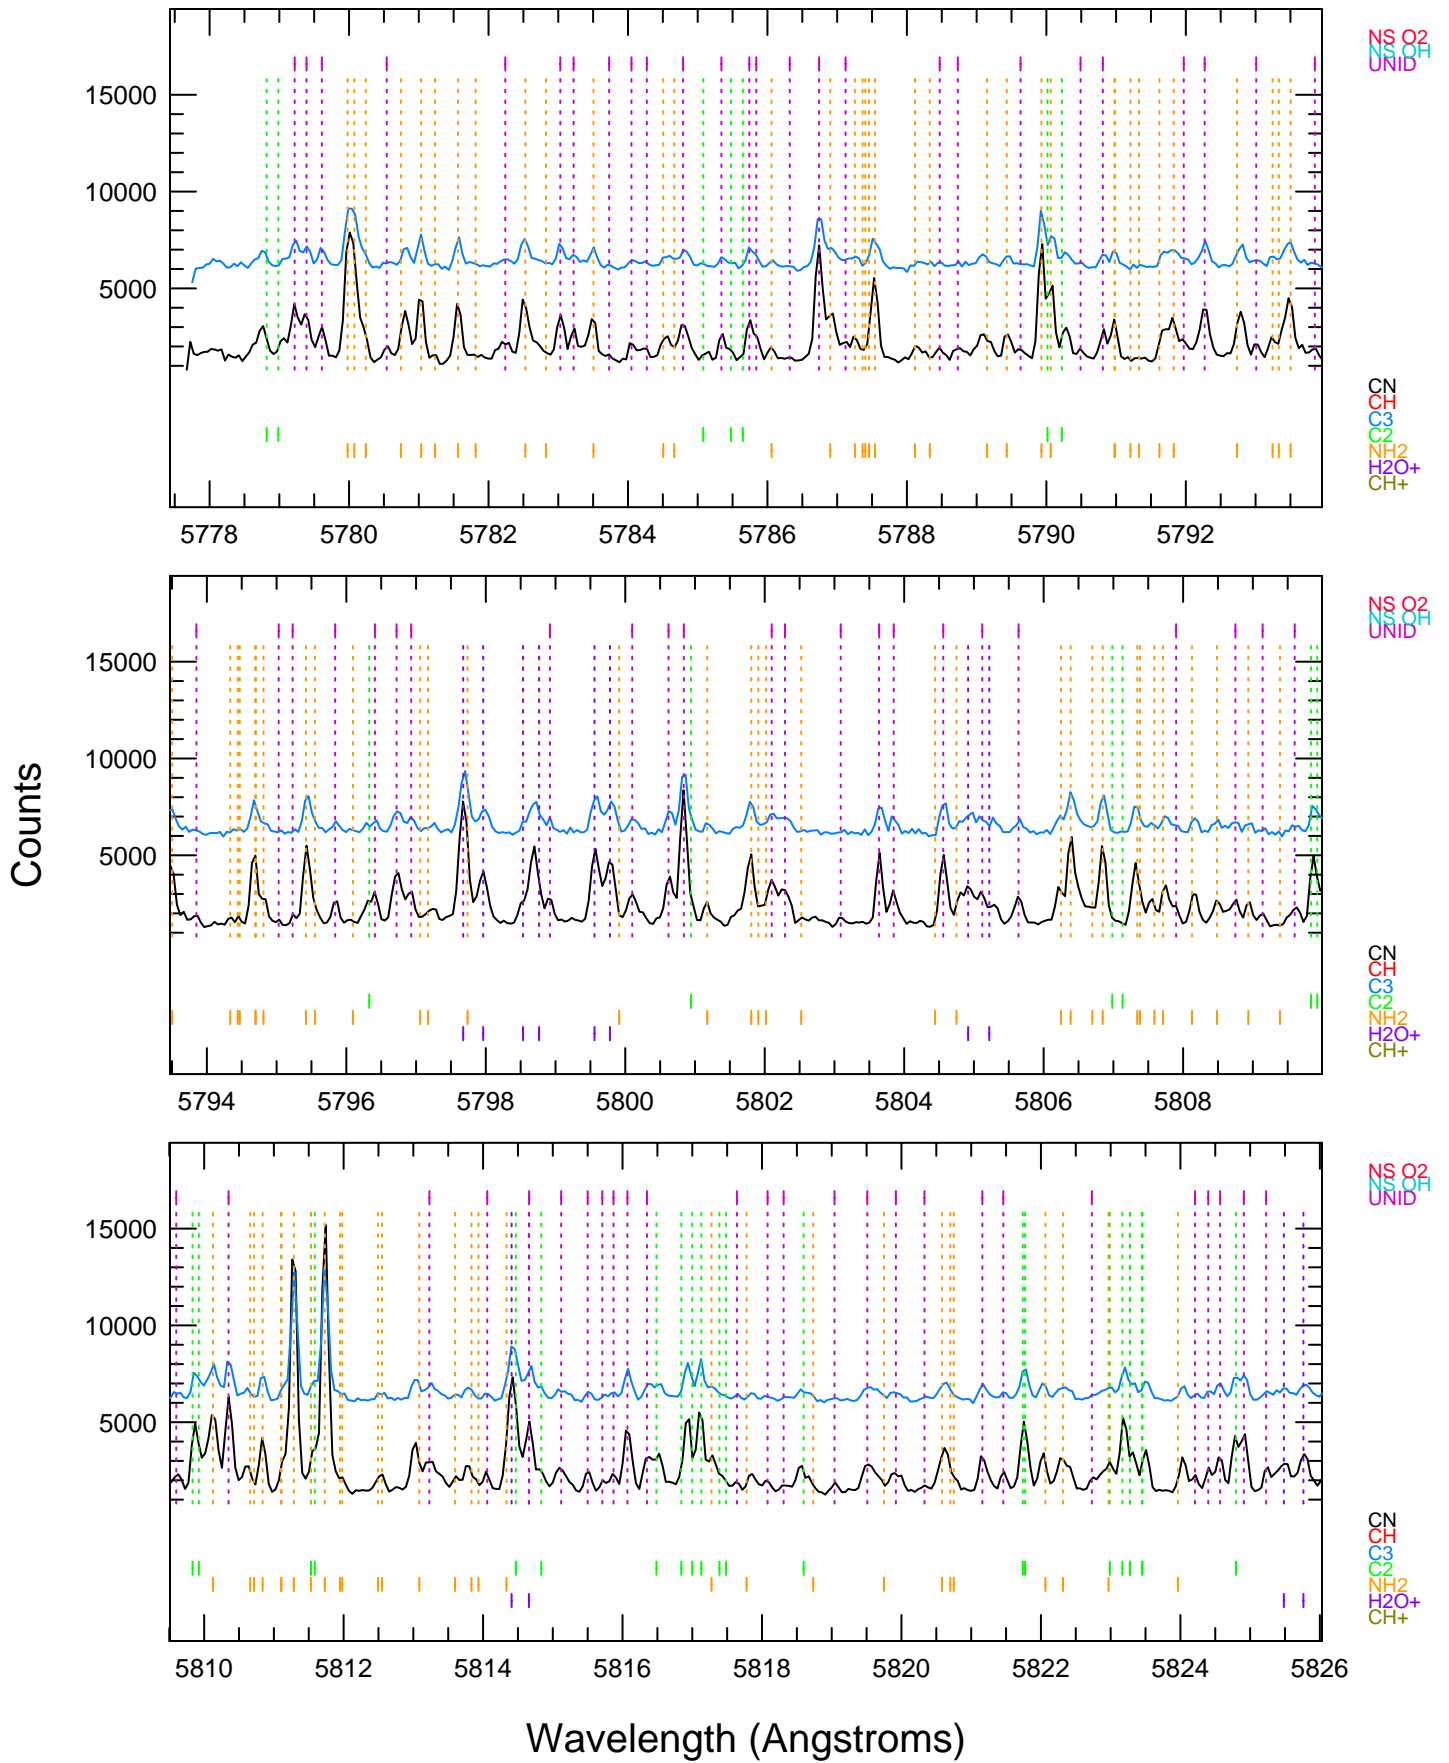 NS O2
NS OH
UNID
15000
10000
5000
CN
CH
C3
C2
NH2
H2O+
CH+
5778 5780 5782 5784 5786 5788 5790 5792
NS O2
NS OH
UNID
15000
10000
5000
CN
CH
C3
C2
NH2
H2O+
CH+
5794 5796 5798 5800 5802 5804 5806 5808
Counts
NS O2
NS OH
UNID
15000
10000
5000
CN
CH
C3
C2
NH2
H2O+
CH+
5810 5812 5814 5816 5818 5820 5822 5824 5826
Wavelength (Angstroms)